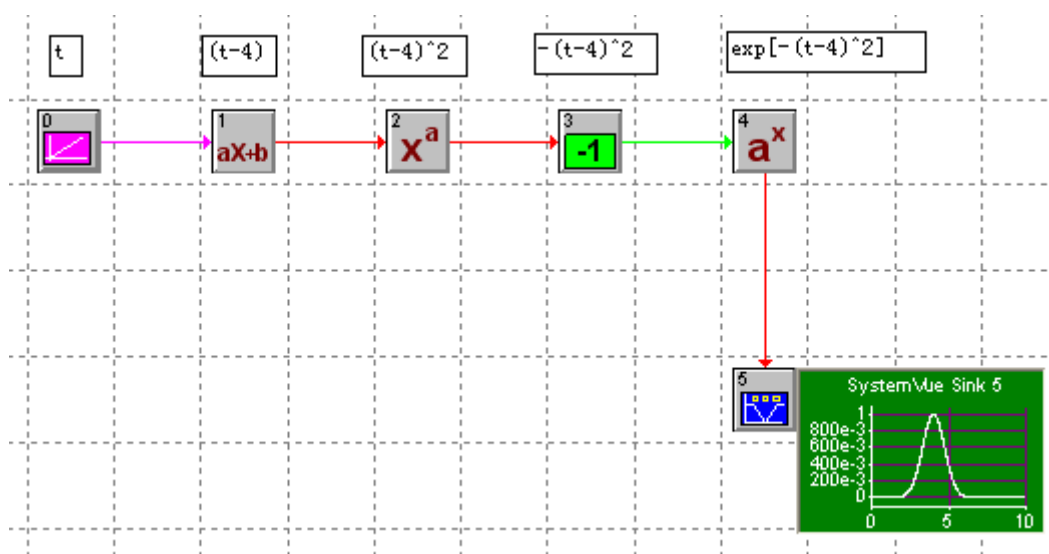 t
(t-4)
(t-4)^2
-(t-4)^2
exp[-(t-4)^2]
0
1
aX+b
2
X^a
3
-1
4
a^x
5
SystemVue Sink 5
1
800e-3
600e-3
400e-3
200e-3
0
0 5 10